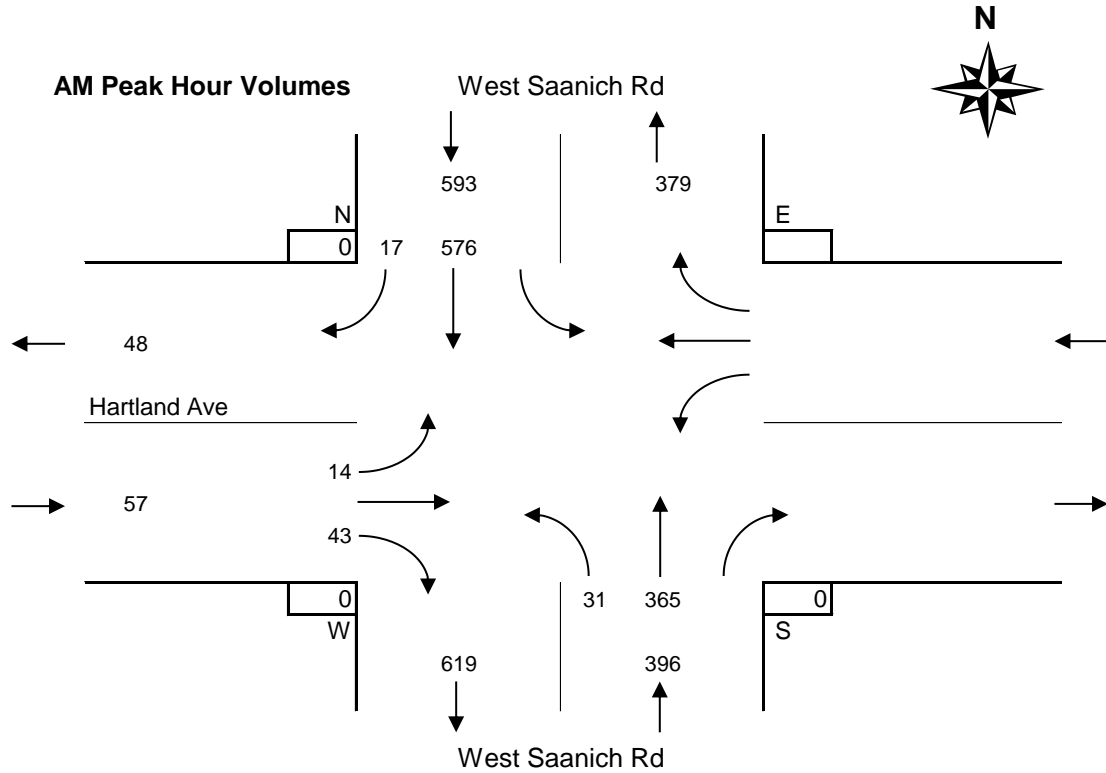 N
AM Peak Hour Volumes West Saanich Rd
593 379
N E
0 17 576
48
Hartland Ave
14
57
43
0 31 365 0
W S
619 396
West Saanich Rd